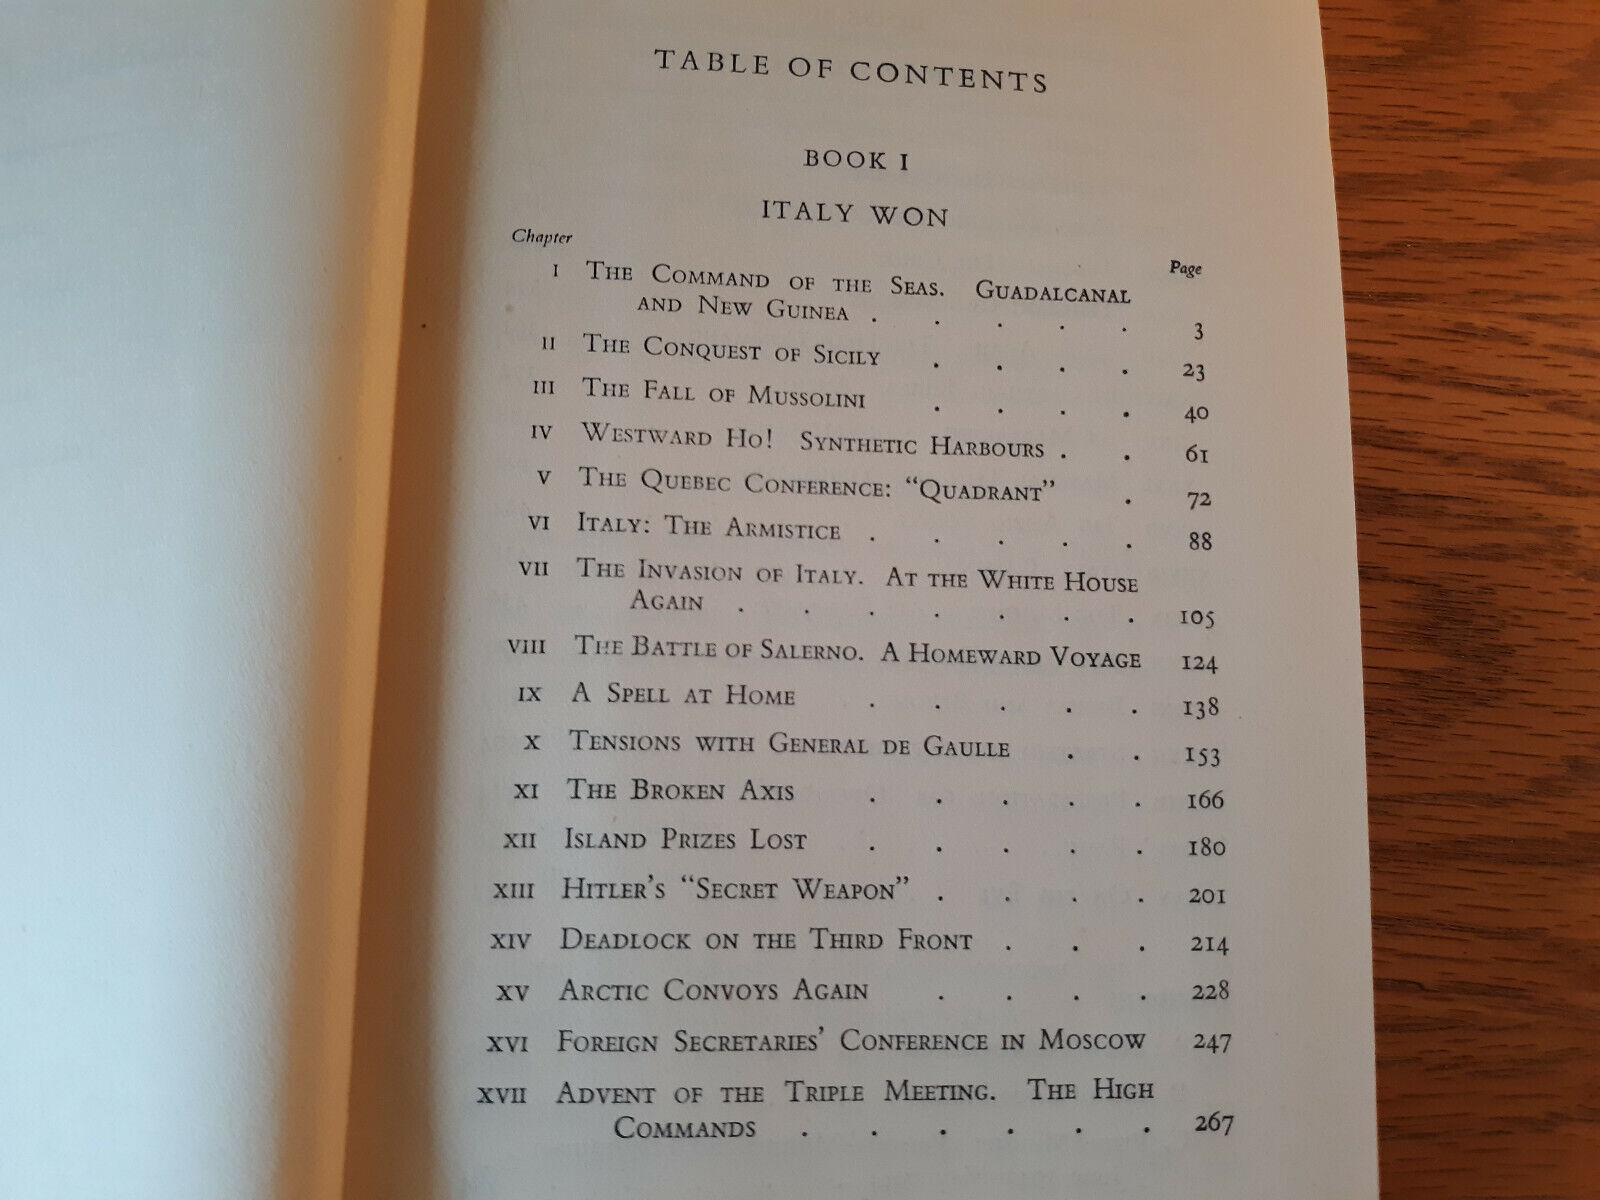 TABLE OF CONTENTS
BOOK I
ITALY WON
Chapter Page
I THE COMMAND OF THE SEAS. GUADALCANAL
AND NEW GUINEA . . . . . 3
II THE CONQUEST OF SICILY . . . . 23
III THE FALL OF MUSSOLINI . . . . 40
IV WESTWARD HO! SYNTHETIC HARBOURS . . 61
V THE QUEBEC CONFERENCE: “QUADRANT” . 72
VI ITALY: THE ARMISTICE . . . . . 88
VII THE INVASION OF ITALY. AT THE WHITE HOUSE
AGAIN . . . . . . . 105
VIII THE BATTLE OF SALERNO. A HOMEWARD VOYAGE 124
IX A SPELL AT HOME . . . . . 138
X TENSIONS WITH GENERAL DE GAULLE . . 153
XI THE BROKEN AXIS . . . . . 166
XII ISLAND PRIZES LOST . . . . . 180
XIII HITLER’S “SECRET WEAPON” . . . . 201
XIV DEADLOCK ON THE THIRD FRONT . . . 214
XV ARCTIC CONVOYS AGAIN . . . . 228
XVI FOREIGN SECRETARIES’ CONFERENCE IN MOSCOW 247
XVII ADVENT OF THE TRIPLE MEETING. THE HIGH
COMMANDS . . . . . . 267